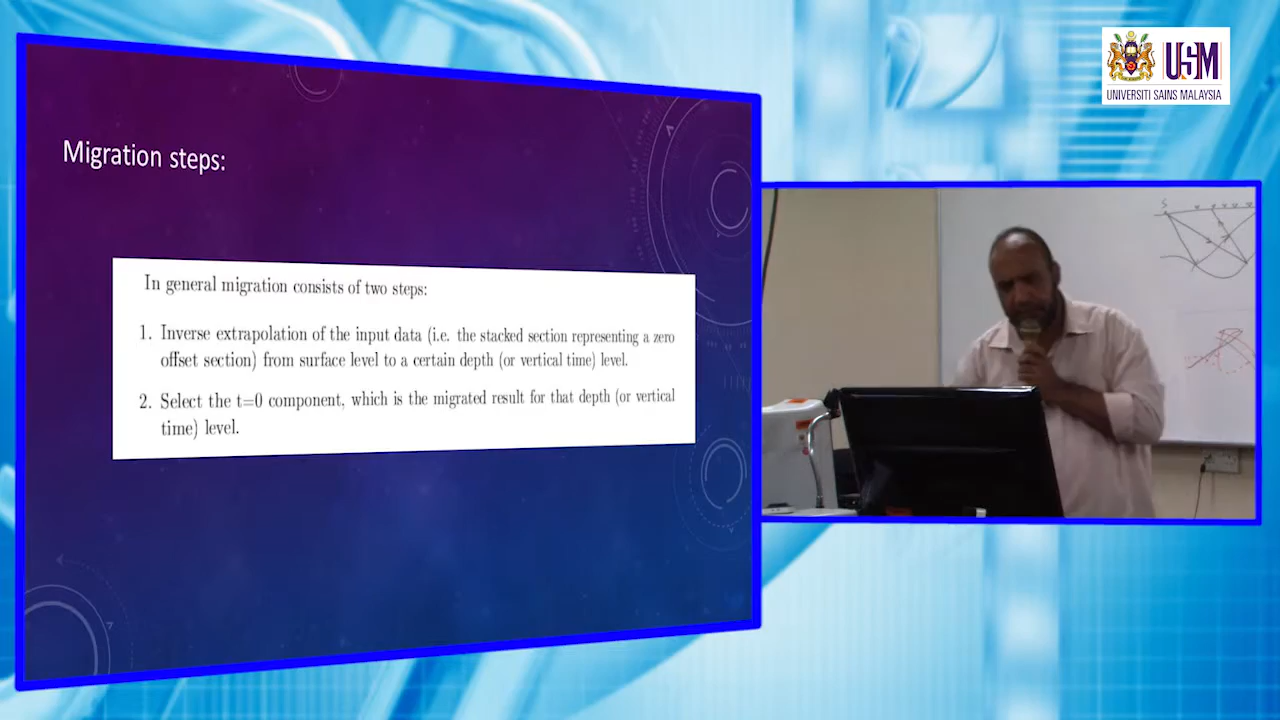 USM
UNIVERSITI SAINS MALAYSIA
Migration steps:
In general migration consists of two steps:
1. Inverse extrapolation of the input data (i.e. the stacked section representing a zero
offset section) from surface level to a certain depth (or vertical time) level.
2. Select the t=0 component, which is the migrated result for that depth (or vertical
time) level.
S